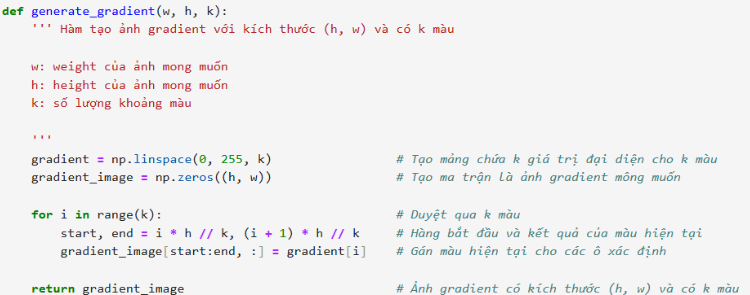 def generate_gradient(w, h, k):
''' Hàm tạo ảnh gradient với kích thước (h, w) và có k màu
w: weight của ảnh mong muốn
h: height của ảnh mong muốn
k: số lượng khoảng màu
'''
gradient = np.linspace(0, 255, k) # Tạo mảng chứa k giá trị đại diện cho k màu
gradient_image = np.zeros((h, w)) # Tạo ma trận là ảnh gradient mông muốn
for i in range(k): # Duyệt qua k màu
start, end = i * h // k, (i + 1) * h // k # Hàng bắt đầu và kết quả của màu hiện tại
gradient_image[start:end, :] = gradient[i] # Gán màu hiện tại cho các ô xác định
return gradient_image # Ảnh gradient có kích thước (h, w) và có k màu